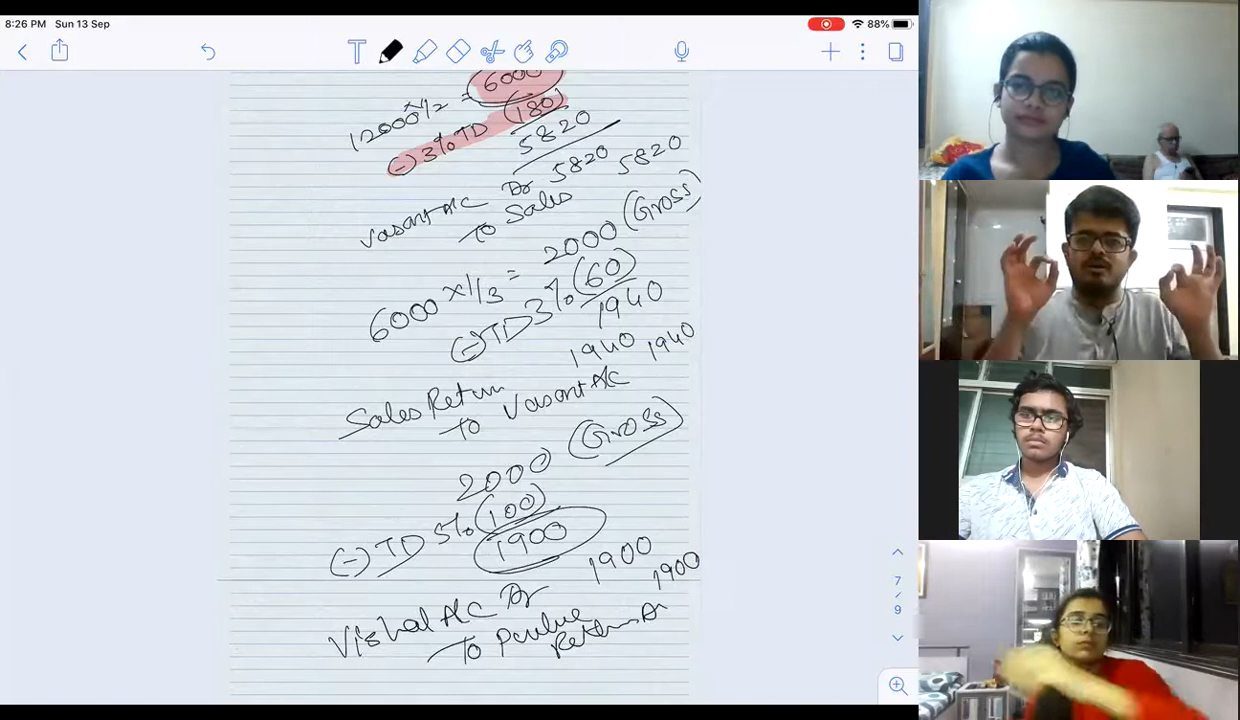 8:26 PM Sun 13 Sep
88%
12000 x 1/2 = 6000
(-) 3% TD (180)
5820
Vasant A/C Dr 5820
To Sales 5820
6000 x 1/3 = 2000 (Gross)
(-) TD 3% (60)
1940
Sales Return 1940
To Vasant A/C 1940
2000 (Gross)
(-) TD 5% (100)
1900
Vishal A/C Dr 1900
To Return A 1900
T
7
/
9